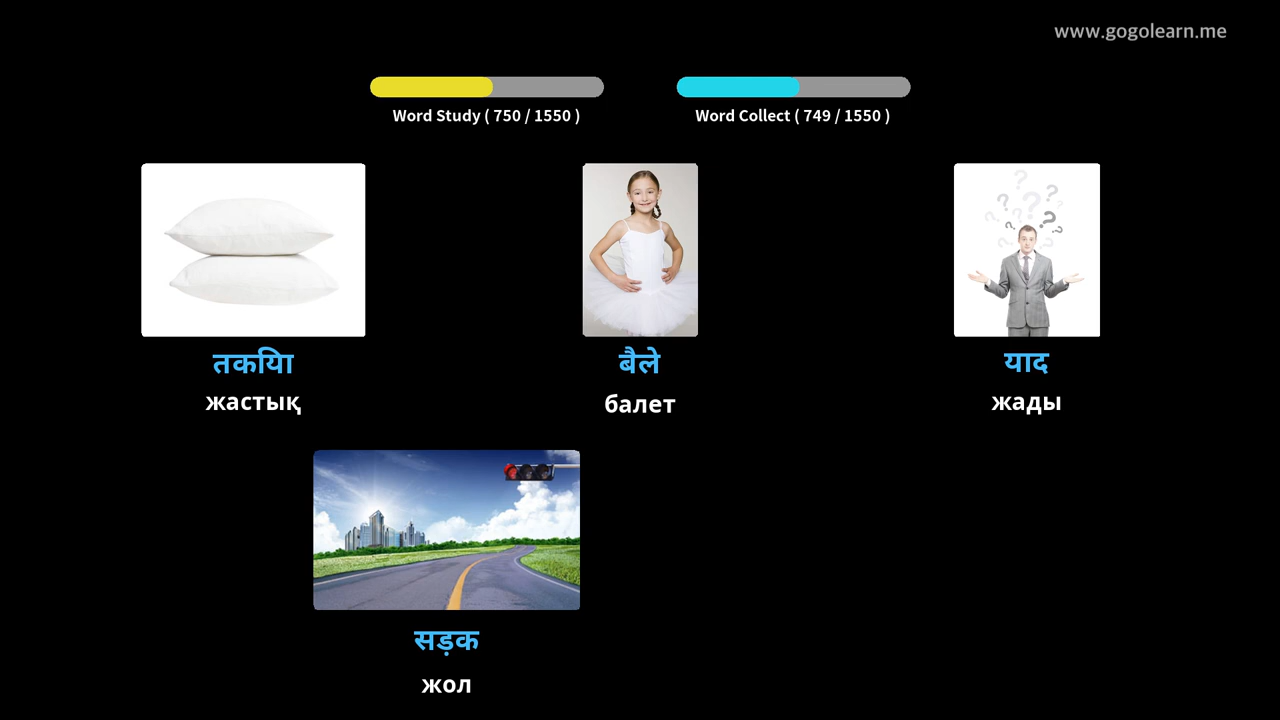 www.gogolearn.me
Word Study ( 750 / 1550 )
Word Collect ( 749 / 1550 )
तकिया
жастық
बैले
балет
याद
жады
सड़क
жол